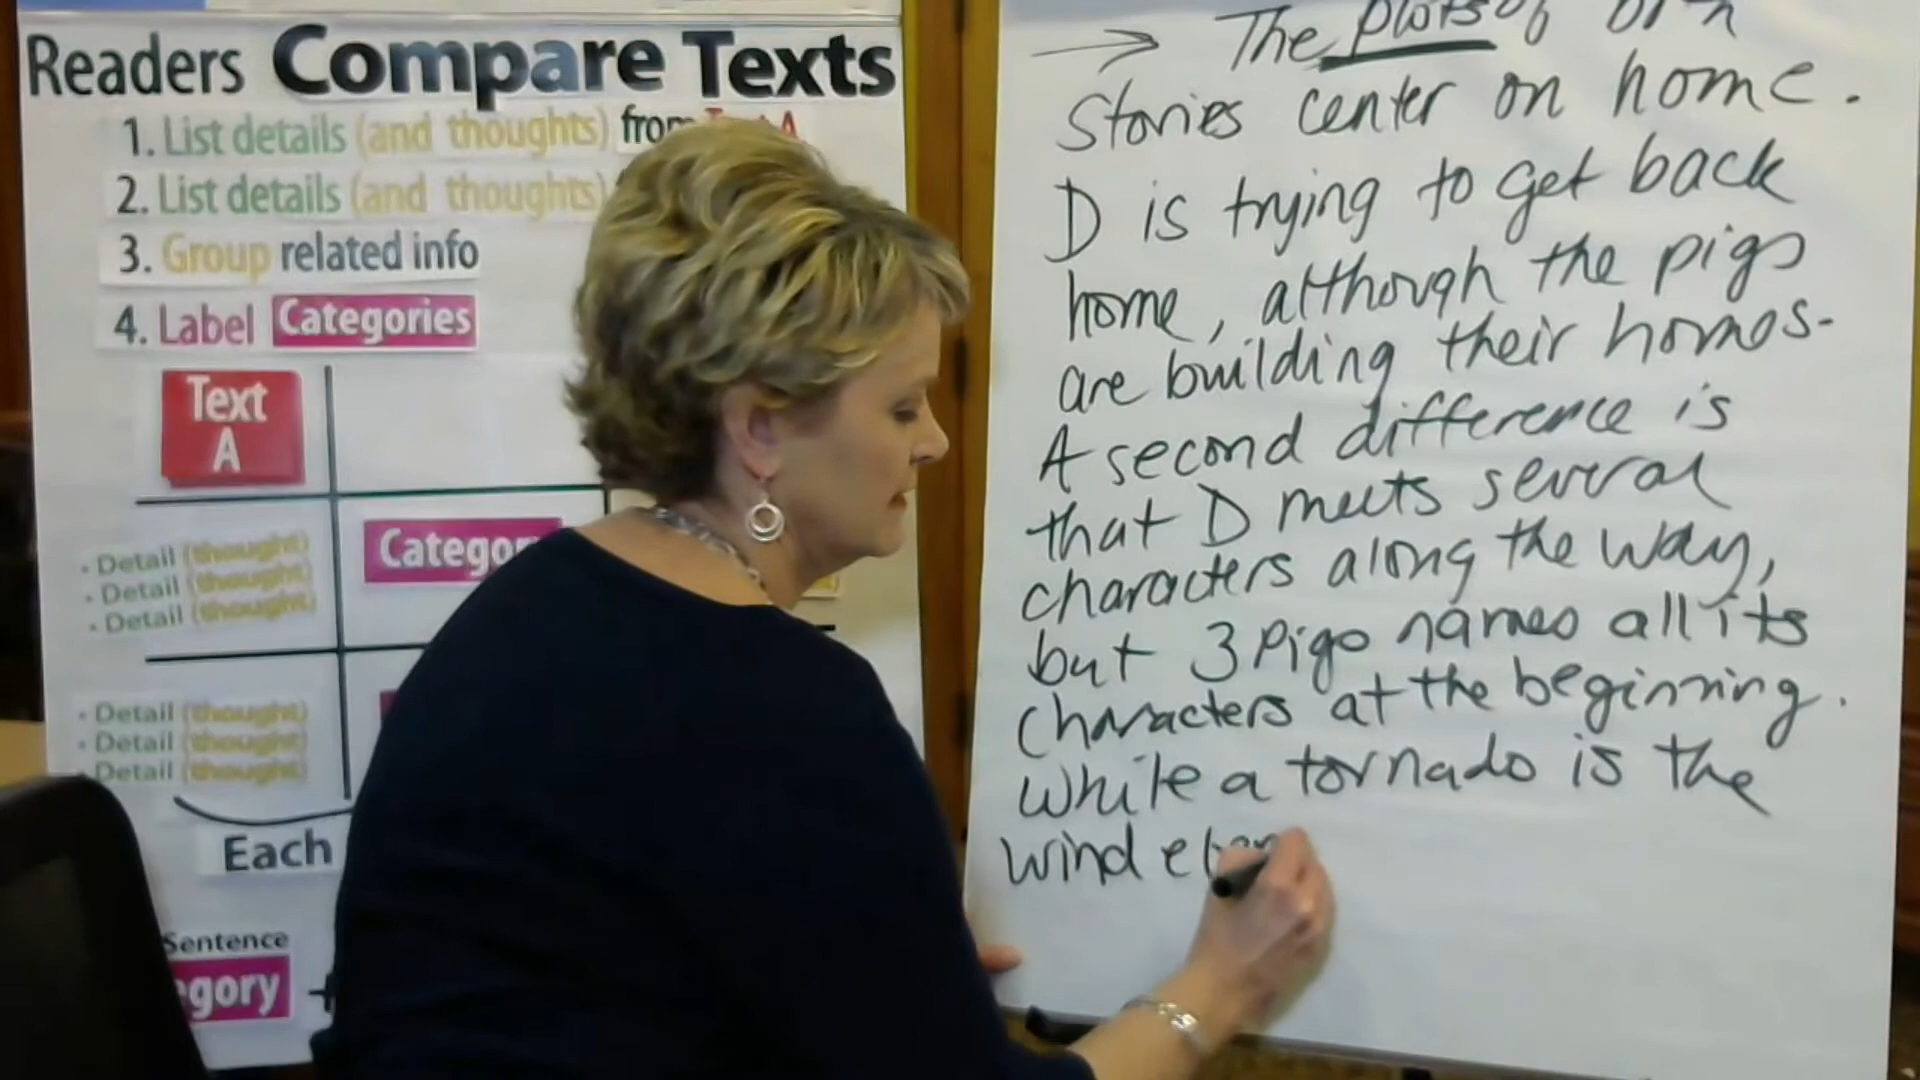 Readers Compare Texts
1. List details (and thoughts) from Text A
2. List details (and thoughts)
3. Group related info
4. Label Categories
Text
A
Categor
· Detail (thought)
· Detail (thought)
· Detail (thought)
· Detail (thought)
· Detail (thought)
· Detail (thought)
Each
Sentence
egory +
→ The plots of
stories center on home.
D is trying to get back
home, although the pigs
are building their homes.
A second difference is
that D meets several
characters along the way,
but 3 Pigs names all its
characters at the beginning.
While a tornado is the
wind